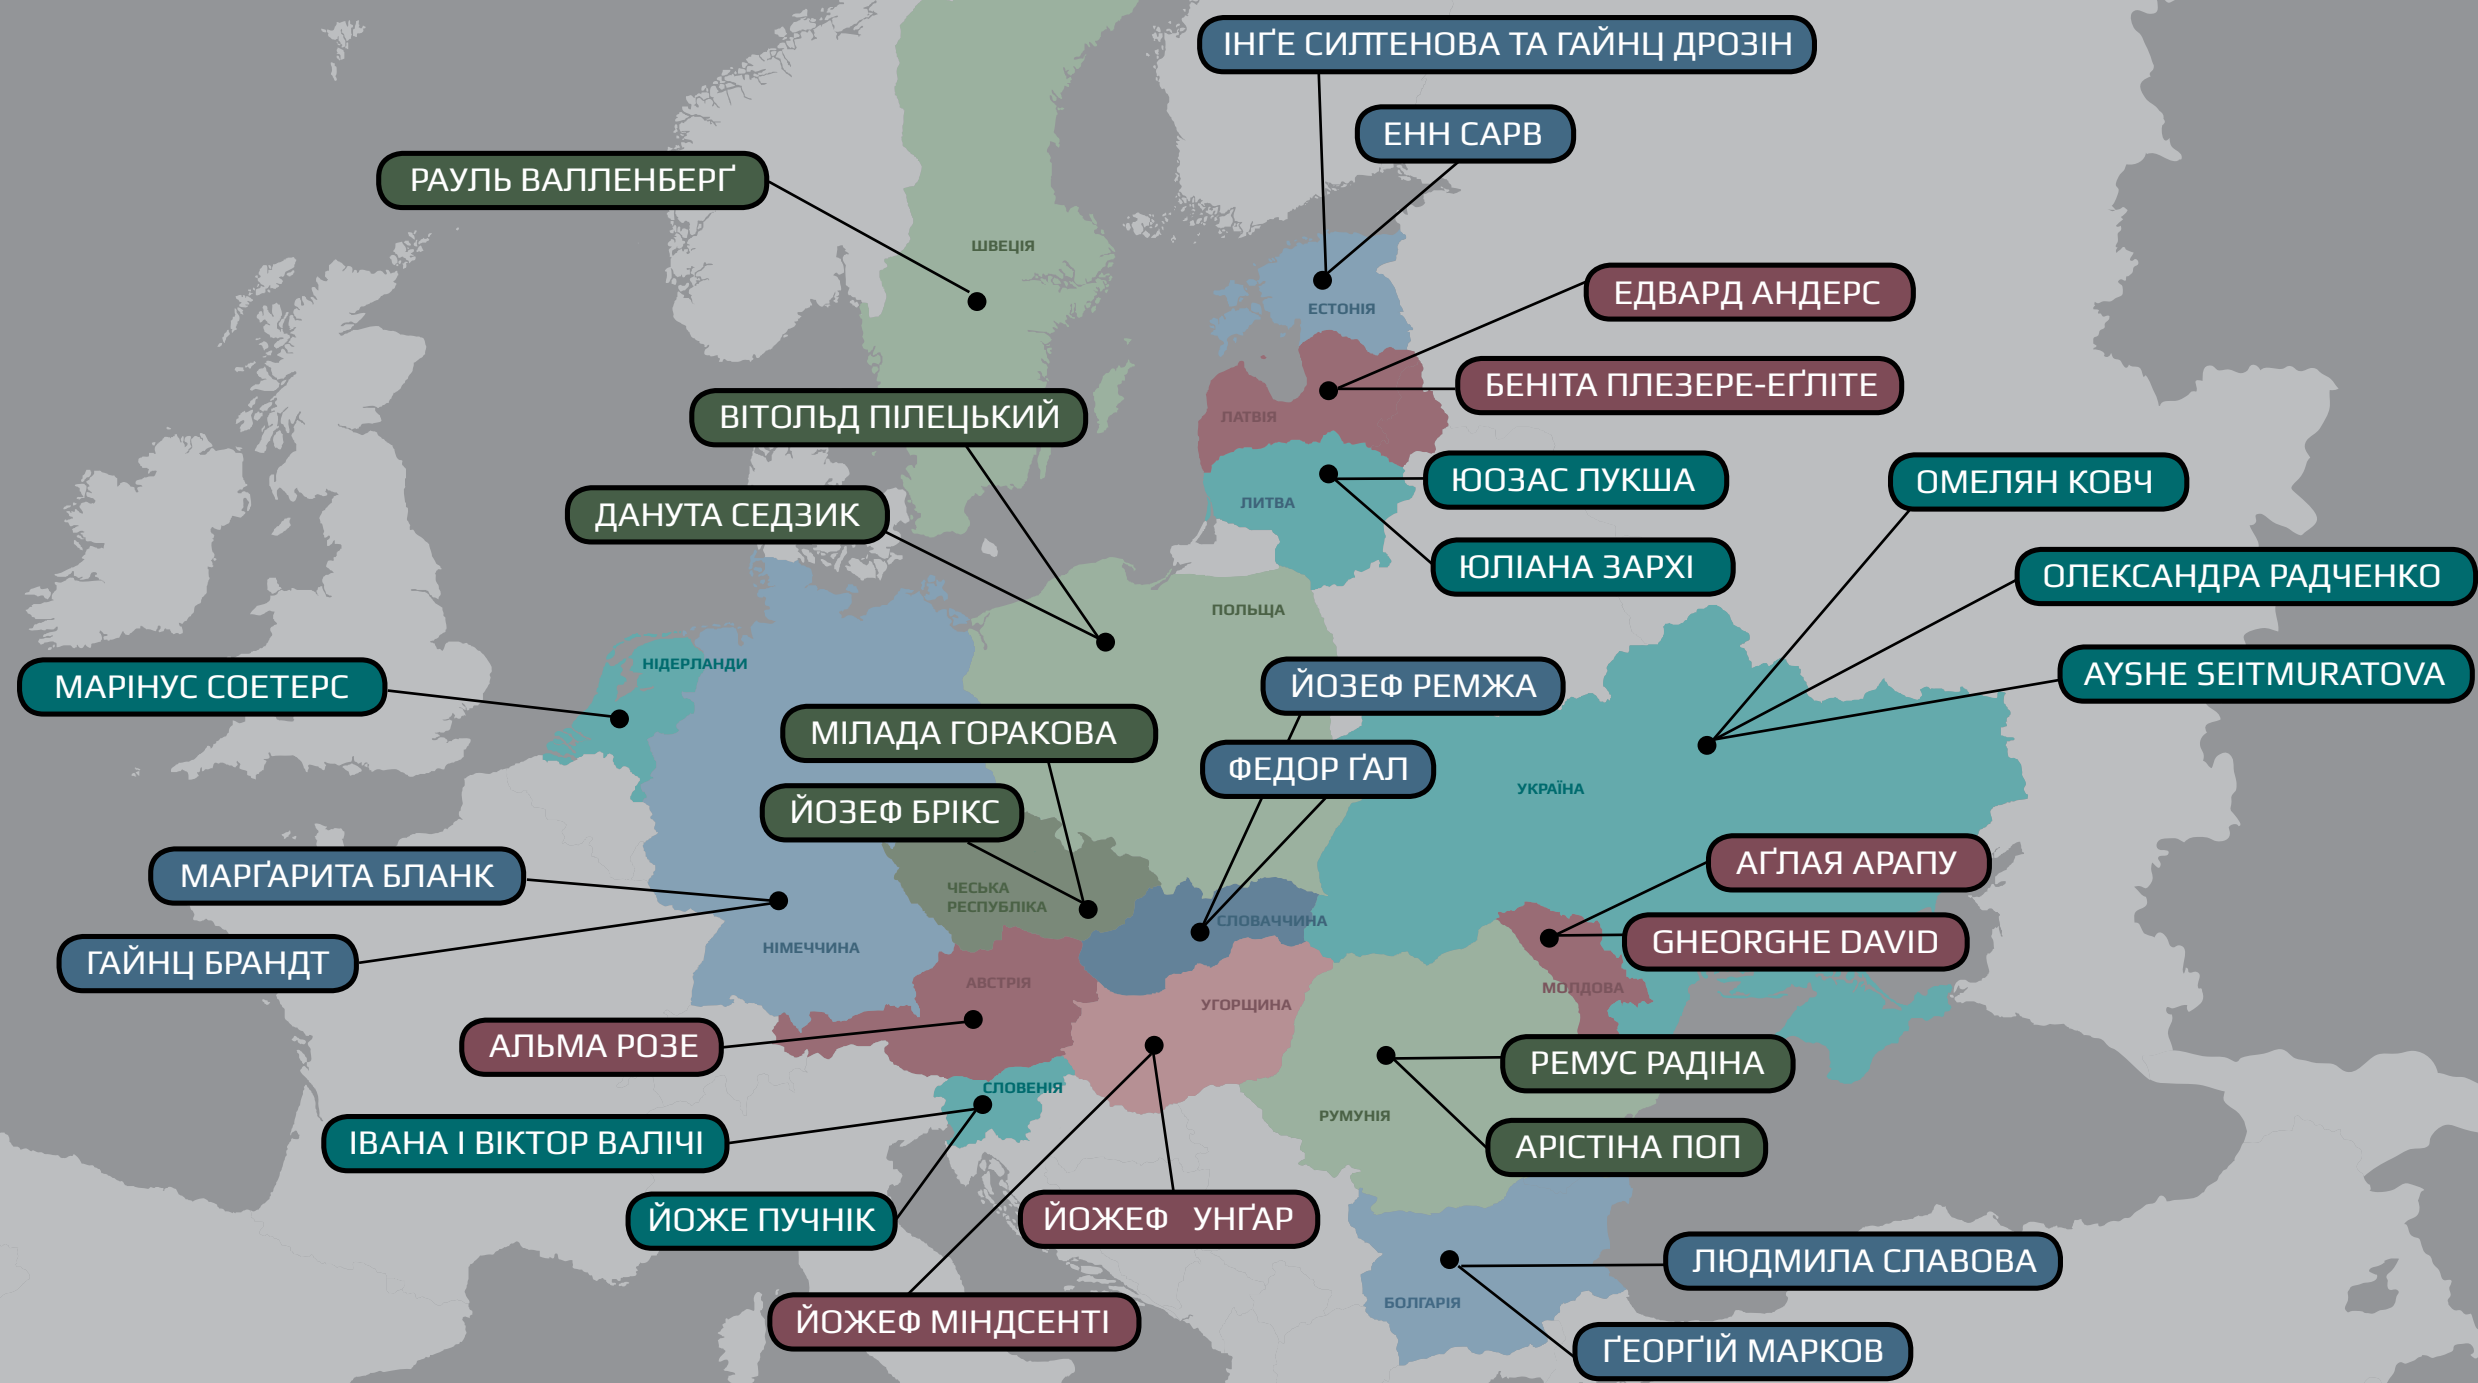 ІНҐЕ СИЛТЕНОВА ТА ГАЙНЦ ДРОЗІН
ЕНН САРВ
РАУЛЬ ВАЛЛЕНБЕРҐ
ШВЕЦІЯ
ЕДВАРД АНДЕРС
ЕСТОНІЯ
БЕНІТА ПЛЕЗЕРЕ-ЕҐЛІТЕ
ВІТОЛЬД ПІЛЕЦЬКИЙ
ЛАТВІЯ
ЮОЗАС ЛУКША
ОМЕЛЯН КОВЧ
ЛИТВА
ДАНУТА СЕДЗИК
ЮЛІАНА ЗАРХІ
ОЛЕКСАНДРА РАДЧЕНКО
ПОЛЬЩА
НІДЕРЛАНДИ
AYSHE SEITMURATOVA
МАРІНУС СОЕТЕРС
ЙОЗЕФ РЕМЖА
МІЛАДА ГОРАКОВА
ФЕДОР ҐАЛ
УКРАЇНА
ЙОЗЕФ БРІКС
АҐЛАЯ АРАПУ
МАРҐАРИТА БЛАНК
ЧЕСЬКА
РЕСПУБЛІКА
СЛОВАЧЧИНА
GHEORGHE DAVID
НІМЕЧЧИНА
ГАЙНЦ БРАНДТ
АВСТРІЯ
МОЛДОВА
УГОРЩИНА
АЛЬМА РОЗЕ
РЕМУС РАДІНА
СЛОВЕНІЯ
РУМУНІЯ
ІВАНА І ВІКТОР ВАЛІЧІ
АРІСТІНА ПОП
ЙОЖЕ ПУЧНІК
ЙОЖЕФ УНҐАР
ЛЮДМИЛА СЛАВОВА
БОЛГАРІЯ
ЙОЖЕФ МІНДСЕНТІ
ҐЕОРҐІЙ МАРКОВ